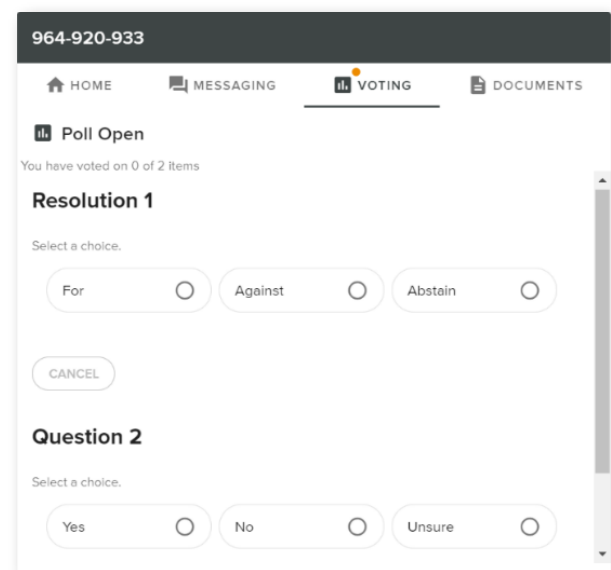 964-920-933
HOME MESSAGING VOTING DOCUMENTS
Poll Open
You have voted on 0 of 2 items
Resolution 1
Select a choice.
For Against Abstain
CANCEL
Question 2
Select a choice.
Yes No Unsure